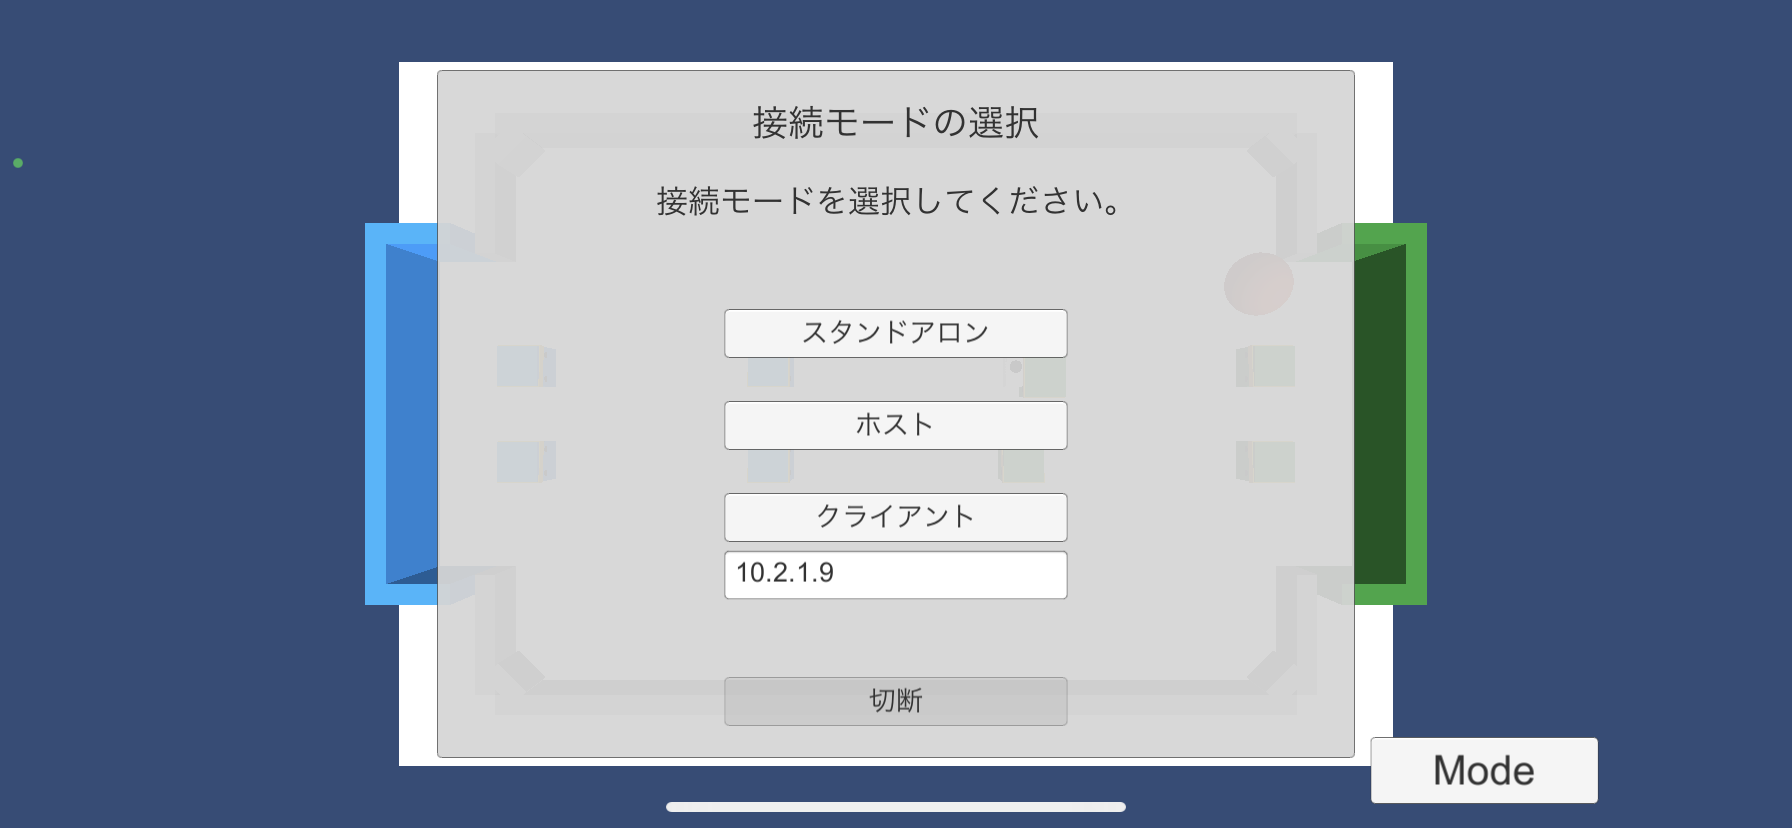 接続モードの選択
接続モードを選択してください。
スタンドアロン
ホスト
クライアント
10.2.1.9
切断
Mode